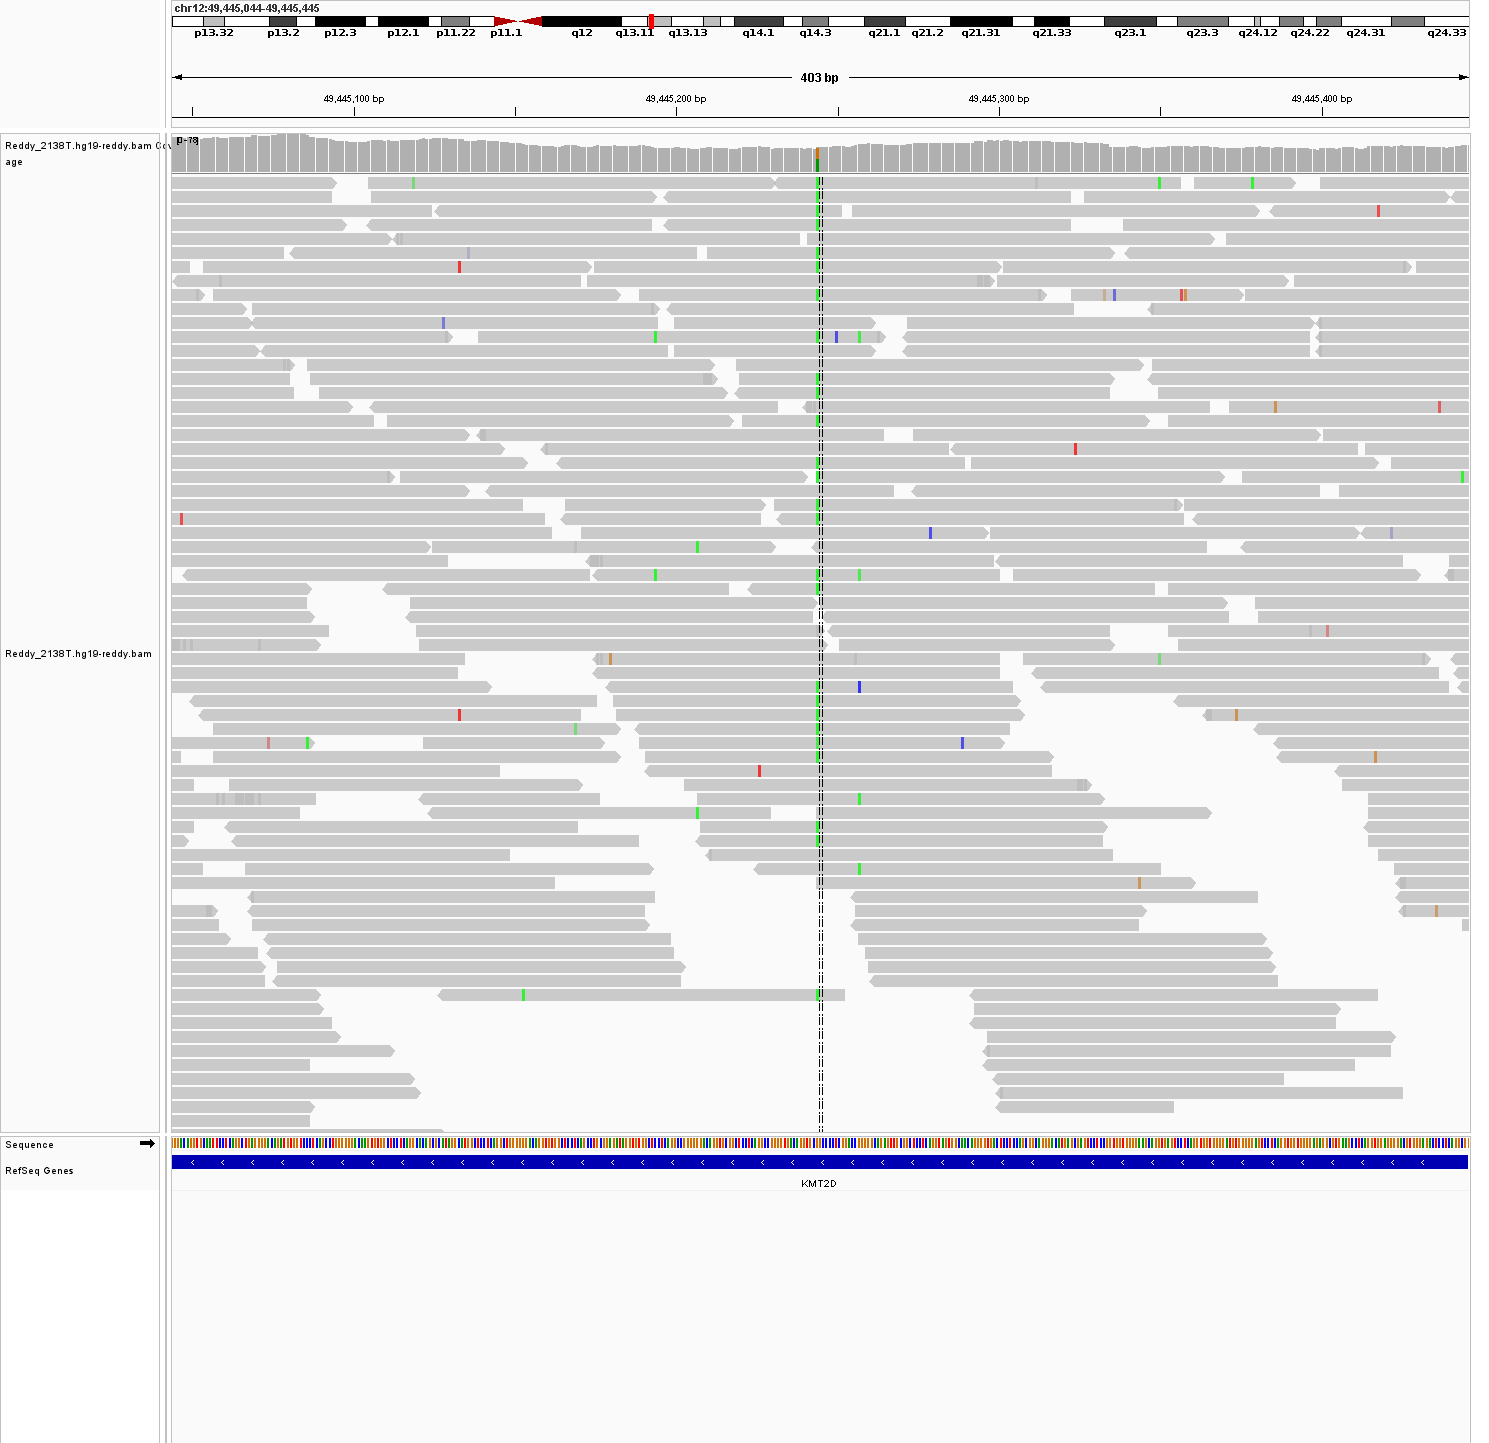 chr12:49,445,044-49,445,445
p13.32 p13.2 p12.3 p12.1 p11.22 p11.1 q12 q13.11 q13.13 q14.1 q14.3 q21.1 q21.2 q21.31 q21.33 q23.1 q23.3 q24.12 q24.22 q24.31 q24.33
403 bp
49,445,100 bp 49,445,200 bp 49,445,300 bp 49,445,400 bp
Reddy_2138T.hg19-reddy.bam
age
Reddy_2138T.hg19-reddy.bam
Sequence
RefSeq Genes
KMT2D